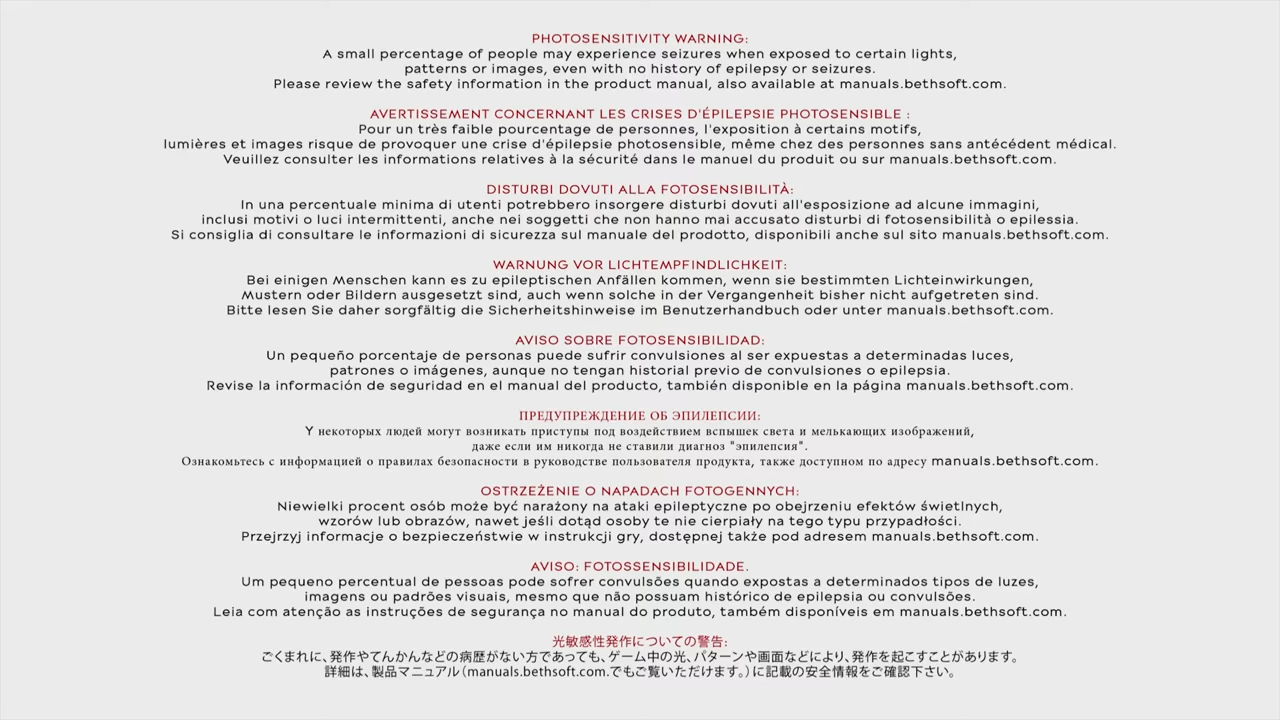 PHOTOSENSITIVITY WARNING:
A small percentage of people may experience seizures when exposed to certain lights,
patterns or images, even with no history of epilepsy or seizures.
Please review the safety information in the product manual, also available at manuals.bethsoft.com.
AVERTISSEMENT CONCERNANT LES CRISES D'ÉPILEPSIE PHOTOSENSIBLE :
Pour un très faible pourcentage de personnes, l'exposition à certains motifs,
lumières et images risque de provoquer une crise d'épilepsie photosensible, même chez des personnes sans antécédent médical.
Veuillez consulter les informations relatives à la sécurité dans le manuel du produit ou sur manuals.bethsoft.com.
DISTURBI DOVUTI ALLA FOTOSENSIBILITÀ:
In una percentuale minima di utenti potrebbero insorgere disturbi dovuti all'esposizione ad alcune immagini,
inclusi motivi o luci intermittenti, anche nei soggetti che non hanno mai accusato disturbi di fotosensibilità o epilessia.
Si consiglia di consultare le informazioni di sicurezza sul manuale del prodotto, disponibili anche sul sito manuals.bethsoft.com.
WARNUNG VOR LICHTEMPFINDLICHKEIT:
Bei einigen Menschen kann es zu epileptischen Anfällen kommen, wenn sie bestimmten Lichteinwirkungen,
Mustern oder Bildern ausgesetzt sind, auch wenn solche in der Vergangenheit bisher nicht aufgetreten sind.
Bitte lesen Sie daher sorgfältig die Sicherheitshinweise im Benutzerhandbuch oder unter manuals.bethsoft.com.
AVISO SOBRE FOTOSENSIBILIDAD:
Un pequeño porcentaje de personas puede sufrir convulsiones al ser expuestas a determinadas luces,
patrones o imágenes, aunque no tengan historial previo de convulsiones o epilepsia.
Revise la información de seguridad en el manual del producto, también disponible en la página manuals.bethsoft.com.
ПРЕДУПРЕЖДЕНИЕ ОБ ЭПИЛЕПСИИ:
У некоторых людей могут возникать приступы под воздействием вспышек света и мелькающих изображений,
даже если им никогда не ставили диагноз "эпилепсия".
Ознакомьтесь с информацией о правилах безопасности в руководстве пользователя продукта, также доступном по адресу manuals.bethsoft.com.
OSTRZEŻENIE O NAPADACH FOTOGENNYCH:
Niewielki procent osób może być narażony na ataki epileptyczne po obejrzeniu efektów świetlnych,
wzorów lub obrazów, nawet jeśli dotąd osoby te nie cierpiały na tego typu przypadłości.
Przejrzyj informacje o bezpieczeństwie w instrukcji gry, dostępnej także pod adresem manuals.bethsoft.com.
AVISO: FOTOSSENSIBILIDADE.
Um pequeno percentual de pessoas pode sofrer convulsões quando expostas a determinados tipos de luzes,
imagens ou padrões visuais, mesmo que não possuam histórico de epilepsia ou convulsões.
Leia com atenção as instruções de segurança no manual do produto, também disponíveis em manuals.bethsoft.com.
光敏感性発作についての警告:
ごくまれに、発作やてんかんなどの病歴がない方であっても、ゲーム中の光、パターンや画面などにより、発作を起こすことがあります。
詳細は、製品マニュアル(manuals.bethsoft.com.でもご覧いただけます。)に記載の安全情報をご確認下さい。